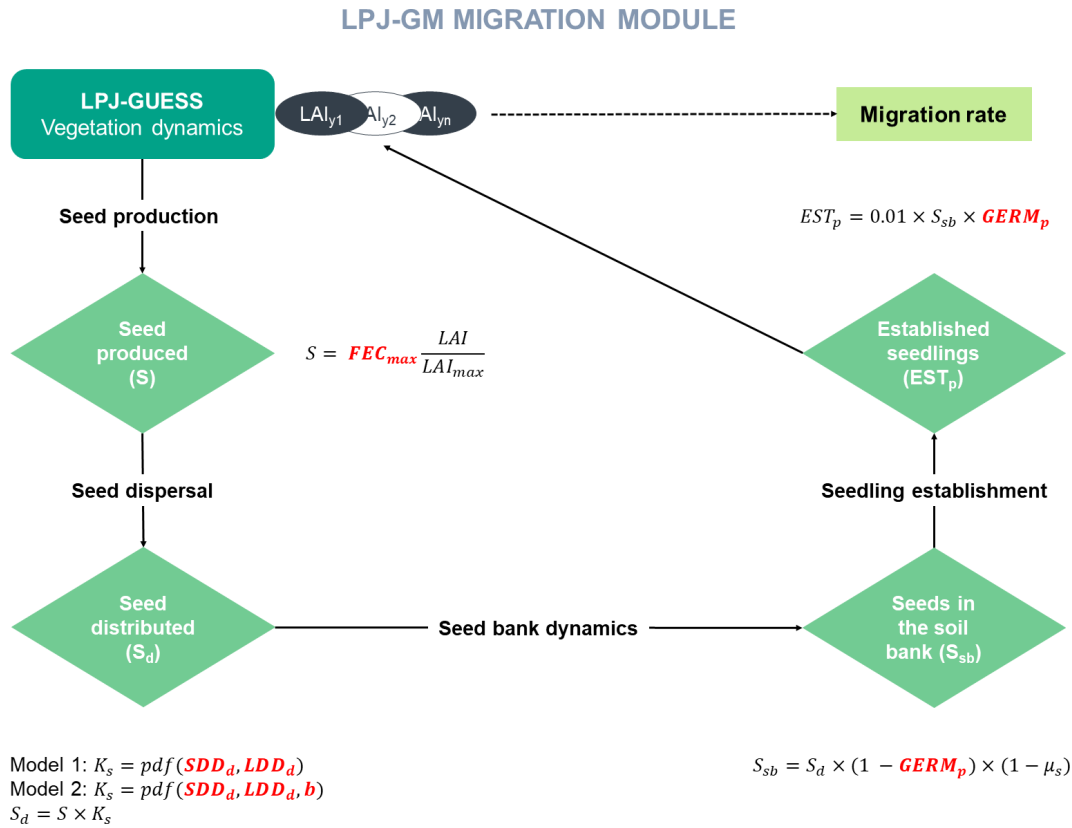 LPJ-GM MIGRATION MODULE
LPJ-GUESS
Vegetation dynamics
LAI_y1
AI_y2
AI_yn
Migration rate
Seed production
EST_p = 0.01 × S_sb × GERM_p
Seed
produced
(S)
S = FEC_max LAI / LAI_max
Established
seedlings
(EST_p)
Seed dispersal
Seedling establishment
Seed
distributed
(S_d)
Seed bank dynamics
Seeds in
the soil
bank (S_sb)
Model 1: K_s = pdf(SDD_d, LDD_d)
Model 2: K_s = pdf(SDD_d, LDD_d, b)
S_d = S × K_s
S_sb = S_d × (1 − GERM_p) × (1 − μ_s)